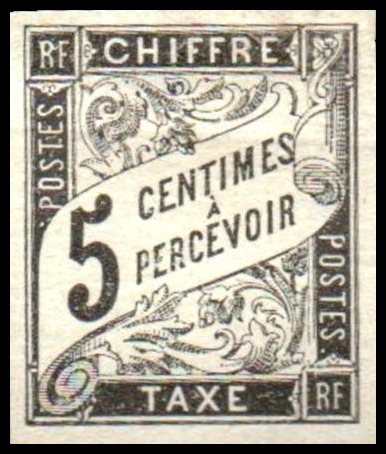 RF CHIFFRE
POSTES
5 CENTIMES
À
PERCEVOIR
POSTES
TAXE RF